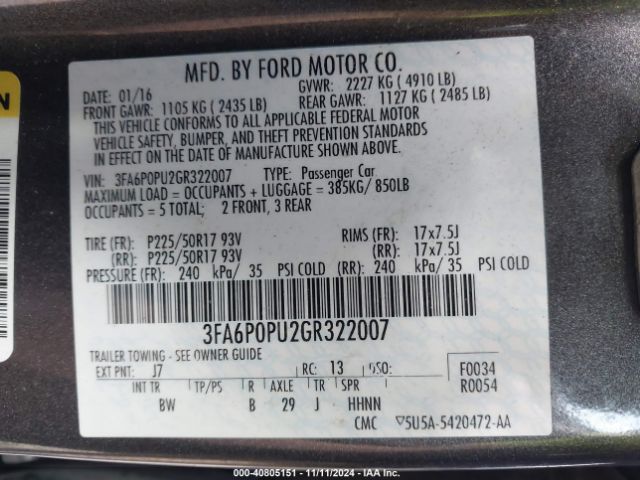 MFD. BY FORD MOTOR CO.
DATE: 01/16 GVWR: 2227 KG ( 4910 LB)
FRONT GAWR: 1105 KG ( 2435 LB) REAR GAWR: 1127 KG ( 2485 LB)
THIS VEHICLE CONFORMS TO ALL APPLICABLE FEDERAL MOTOR
VEHICLE SAFETY, BUMPER, AND THEFT PREVENTION STANDARDS
IN EFFECT ON THE DATE OF MANUFACTURE SHOWN ABOVE.
VIN: 3FA6P0PU2GR322007 TYPE: Passenger Car
MAXIMUM LOAD = OCCUPANTS + LUGGAGE = 385KG/ 850LB
OCCUPANTS = 5 TOTAL; 2 FRONT, 3 REAR
TIRE (FR): P225/50R17 93V RIMS (FR): 17x7.5J
(RR): P225/50R17 93V (RR): 17x7.5J
PRESSURE (FR): 240 kPa/ 35 PSI COLD (RR): 240 kPa/ 35 PSI COLD
3FA6P0PU2GR322007
TRAILER TOWING - SEE OWNER GUIDE
EXT PNT: J7 RC: 13 DSO: F0034
INT TR TP/PS R AXLE TR SPR R0054
BW B 29 J HHNN
CMC 5U5A-5420472-AA
© WWW.IAAI.COM
#STOCK: 40805151 - 11/11/2024 - IAA Inc.